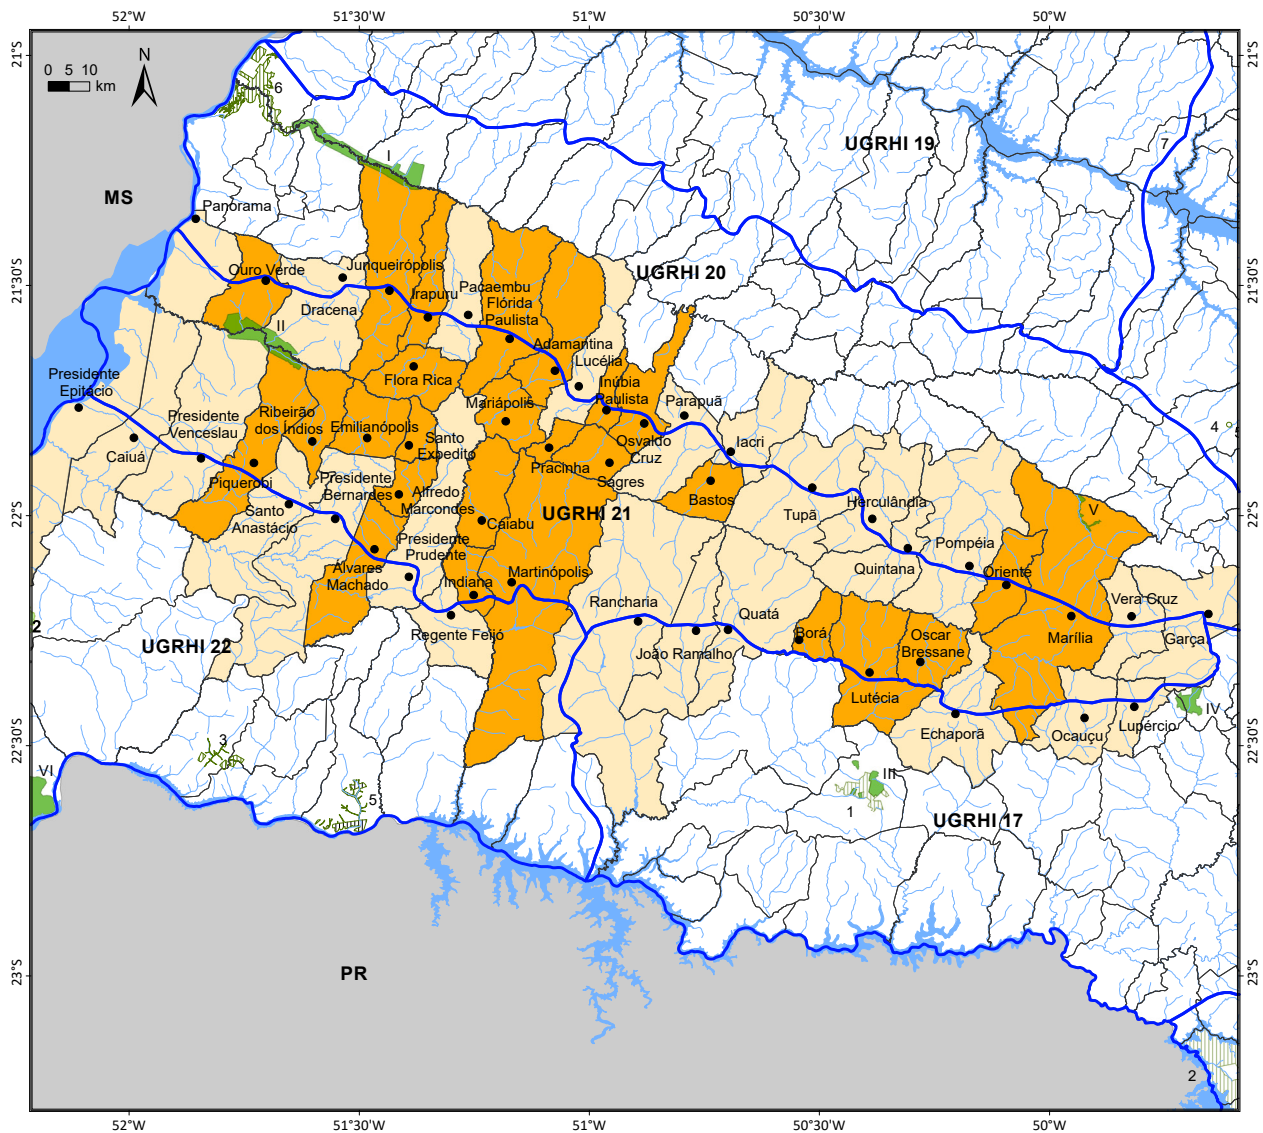 52°W
51°30'W
51°W
50°30'W
50°W
21°S
21°S
N
0 5 10
km
6
7
UGRHI 19
I
MS
Panorama
UGRHI 20
Ouro Verde
Junqueirópolis
Pacaembu
Irapuru
Flórida
Paulista
Dracena
21°30'S
21°30'S
II
Adamantina
Lucélia
Presidente
Epitácio
Flora Rica
Inúbia
Paulista
Parapuã
Mariápolis
Presidente
Venceslau
Ribeirão
dos Índios
Emilianópolis
Santo
Expedito
Osvaldo
Cruz
Iacri
4
5
Caiuá
Pracinha
Sagres
Piquerobi
Presidente
Bernardes
Alfredo
Marcondes
Bastos
Herculândia
Santo
Anastácio
UGRHI 21
Tupã
V
22°S
22°S
Caiabu
Presidente
Prudente
Pompéia
Quintana
Oriente
Álvares
Machado
Indiana
Martinópolis
Rancharia
Quatá
Vera Cruz
2
Regente Feijó
Borá
Oscar
Bressane
Marília
Garça
UGRHI 22
João Ramalho
Lutécia
IV
Echaporã
Ocauçu
Lupércio
22°30'S
22°30'S
3
VI
III
5
1
UGRHI 17
PR
23°S
23°S
2
52°W
51°30'W
51°W
50°30'W
50°W